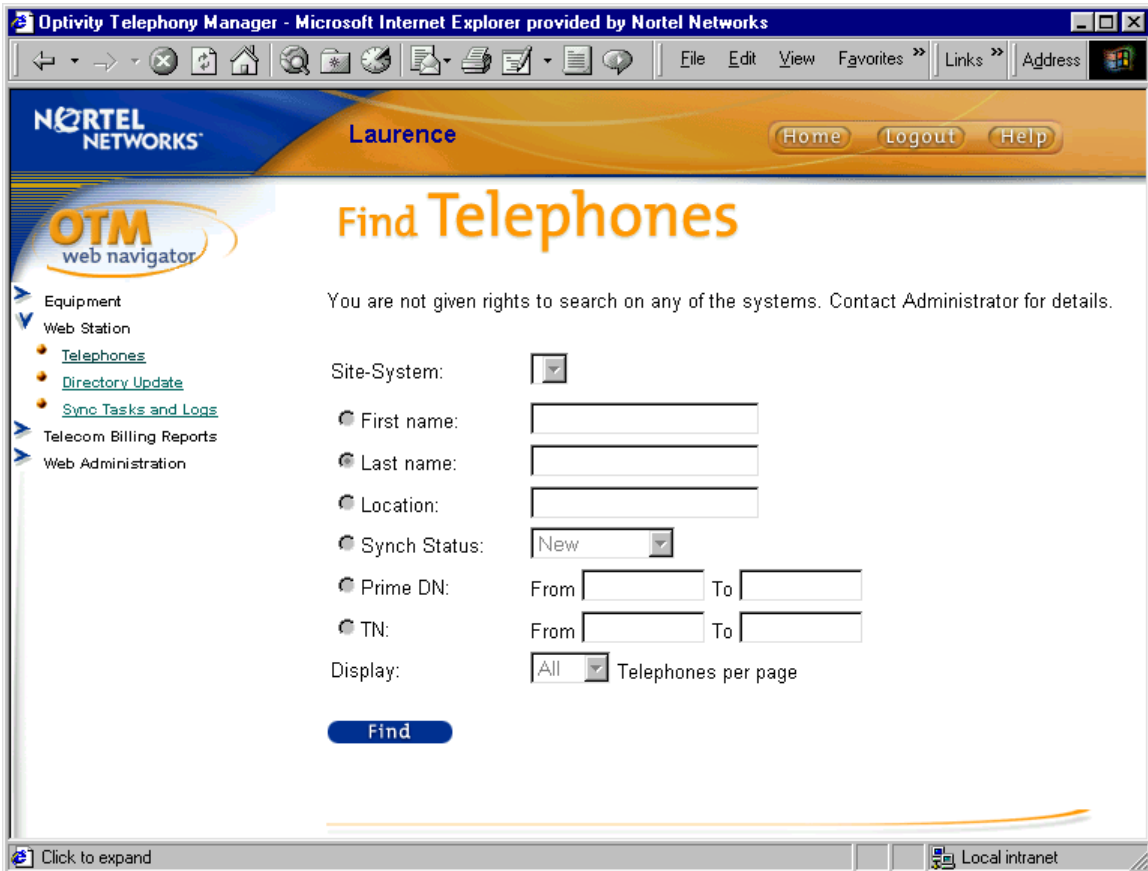 Optivity Telephony Manager - Microsoft Internet Explorer provided by Nortel Networks
File Edit View Favorites » Links » Address
NORTEL NETWORKS
Laurence
Home Logout Help
OTM
web navigator
Equipment
Web Station
Telephones
Directory Update
Sync Tasks and Logs
Telecom Billing Reports
Web Administration
Find Telephones
You are not given rights to search on any of the systems. Contact Administrator for details.
Site-System:
First name:
Last name:
Location:
Synch Status: New
Prime DN: From To
TN: From To
Display: All Telephones per page
Find
Click to expand
Local intranet